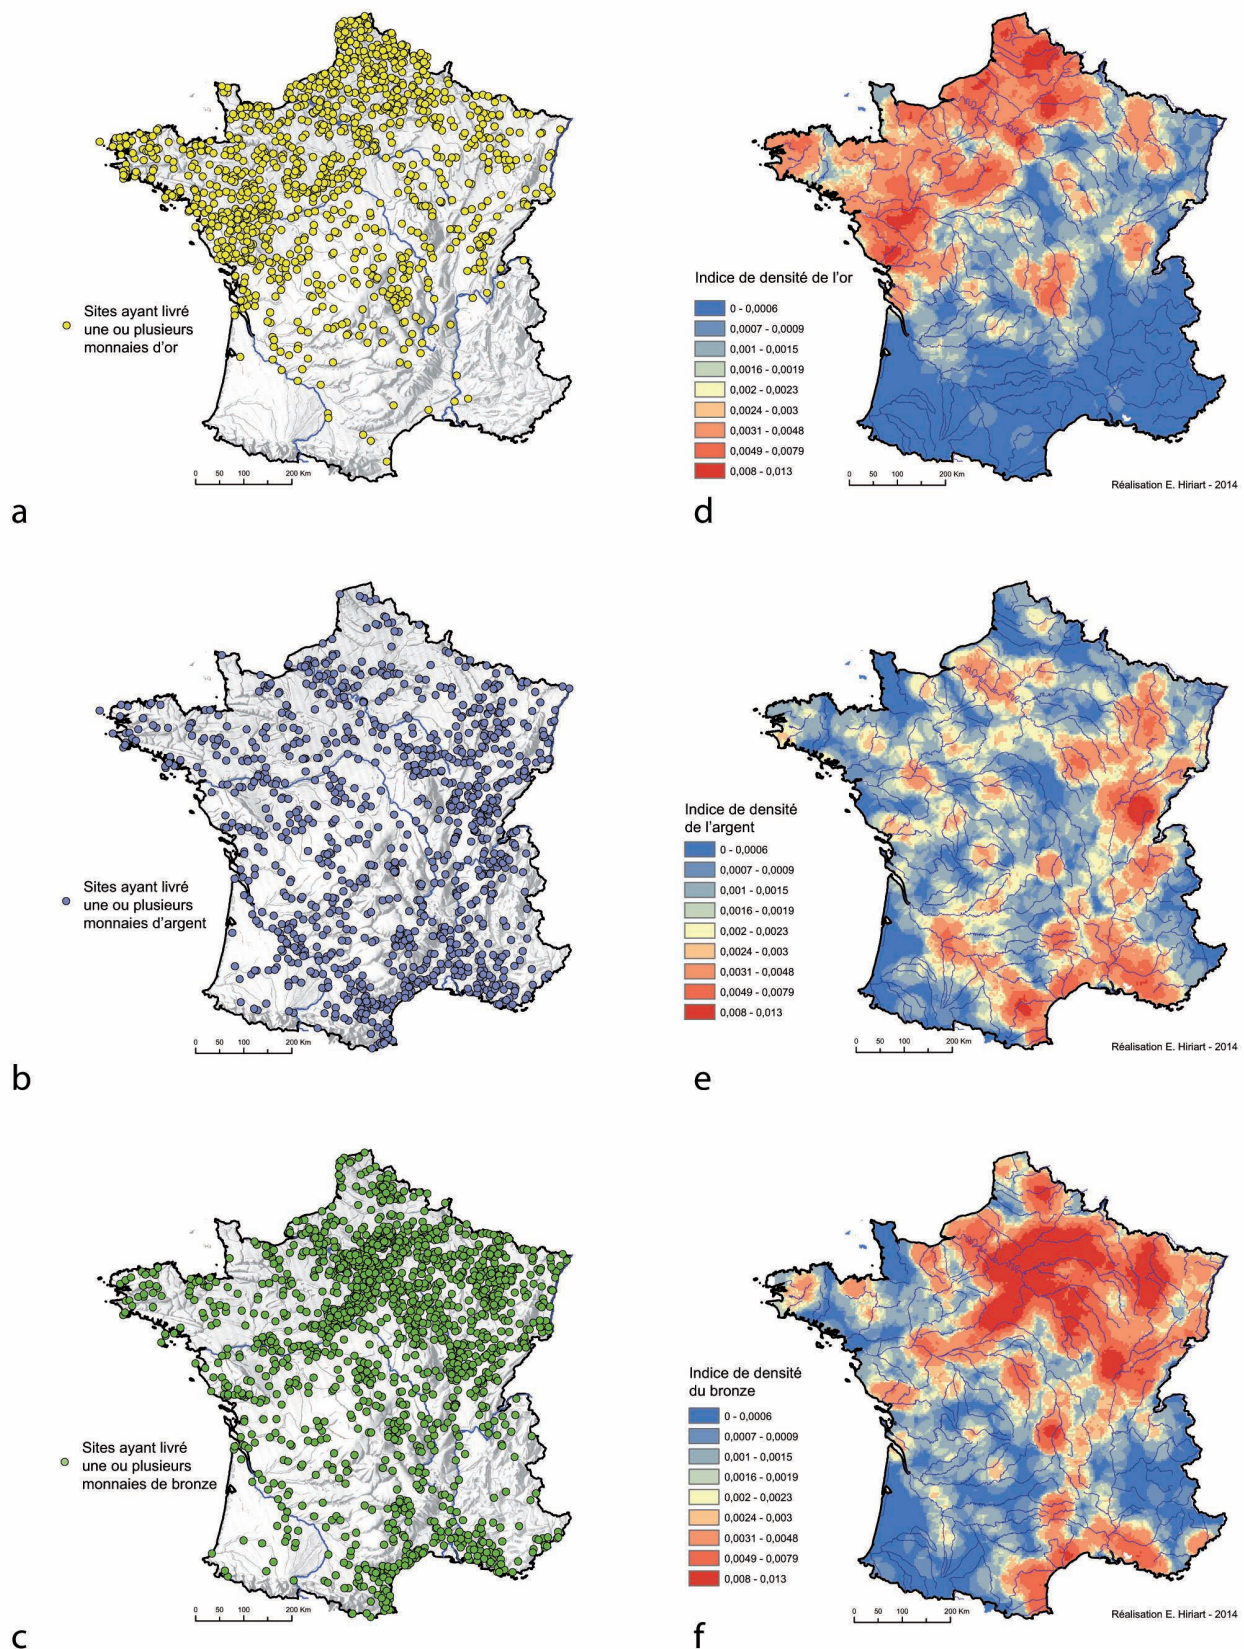 Sites ayant livré
une ou plusieurs
monnaies d'or
0 50 100 200 Km
a
Indice de densité de l'or
0 - 0,0006
0,0007 - 0,0009
0,001 - 0,0015
0,0016 - 0,0019
0,002 - 0,0023
0,0024 - 0,003
0,0031 - 0,0048
0,0049 - 0,0079
0,008 - 0,013
0 50 100 200 Km
Réalisation E. Hiriart - 2014
d
Sites ayant livré
une ou plusieurs
monnaies d'argent
0 50 100 200 Km
b
Indice de densité
de l'argent
0 - 0,0006
0,0007 - 0,0009
0,001 - 0,0015
0,0016 - 0,0019
0,002 - 0,0023
0,0024 - 0,003
0,0031 - 0,0048
0,0049 - 0,0079
0,008 - 0,013
0 50 100 200 Km
Réalisation E. Hiriart - 2014
e
Sites ayant livré
une ou plusieurs
monnaies de bronze
0 50 100 200 Km
c
Indice de densité
du bronze
0 - 0,0006
0,0007 - 0,0009
0,001 - 0,0015
0,0016 - 0,0019
0,002 - 0,0023
0,0024 - 0,003
0,0031 - 0,0048
0,0049 - 0,0079
0,008 - 0,013
0 50 100 200 Km
Réalisation E. Hiriart - 2014
f